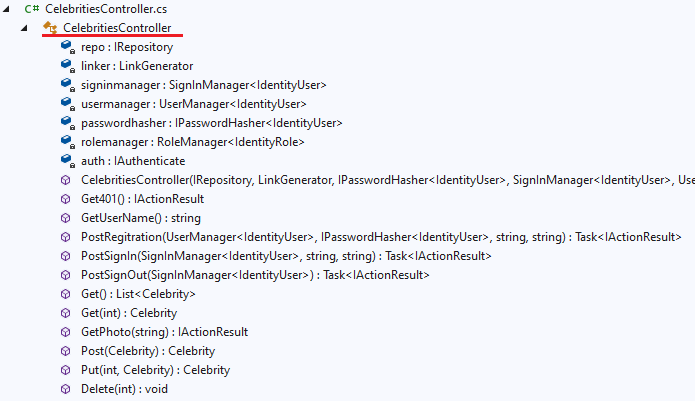 C# CelebritiesController.cs
CelebritiesController
repo : IRepository
linker : LinkGenerator
signinmanager : SignInManager<IdentityUser>
usermanager : UserManager<IdentityUser>
passwordhasher : IPasswordHasher<IdentityUser>
rolemanager : RoleManager<IdentityRole>
auth : IAuthenticate
CelebritiesController(IRepository, LinkGenerator, IPasswordHasher<IdentityUser>, SignInManager<IdentityUser>, Use
Get401() : IActionResult
GetUserName() : string
PostRegitration(UserManager<IdentityUser>, IPasswordHasher<IdentityUser>, string, string) : Task<IActionResult>
PostSignIn(SignInManager<IdentityUser>, string, string) : Task<IActionResult>
PostSignOut(SignInManager<IdentityUser>) : Task<IActionResult>
Get() : List<Celebrity>
Get(int) : Celebrity
GetPhoto(string) : IActionResult
Post(Celebrity) : Celebrity
Put(int, Celebrity) : Celebrity
Delete(int) : void